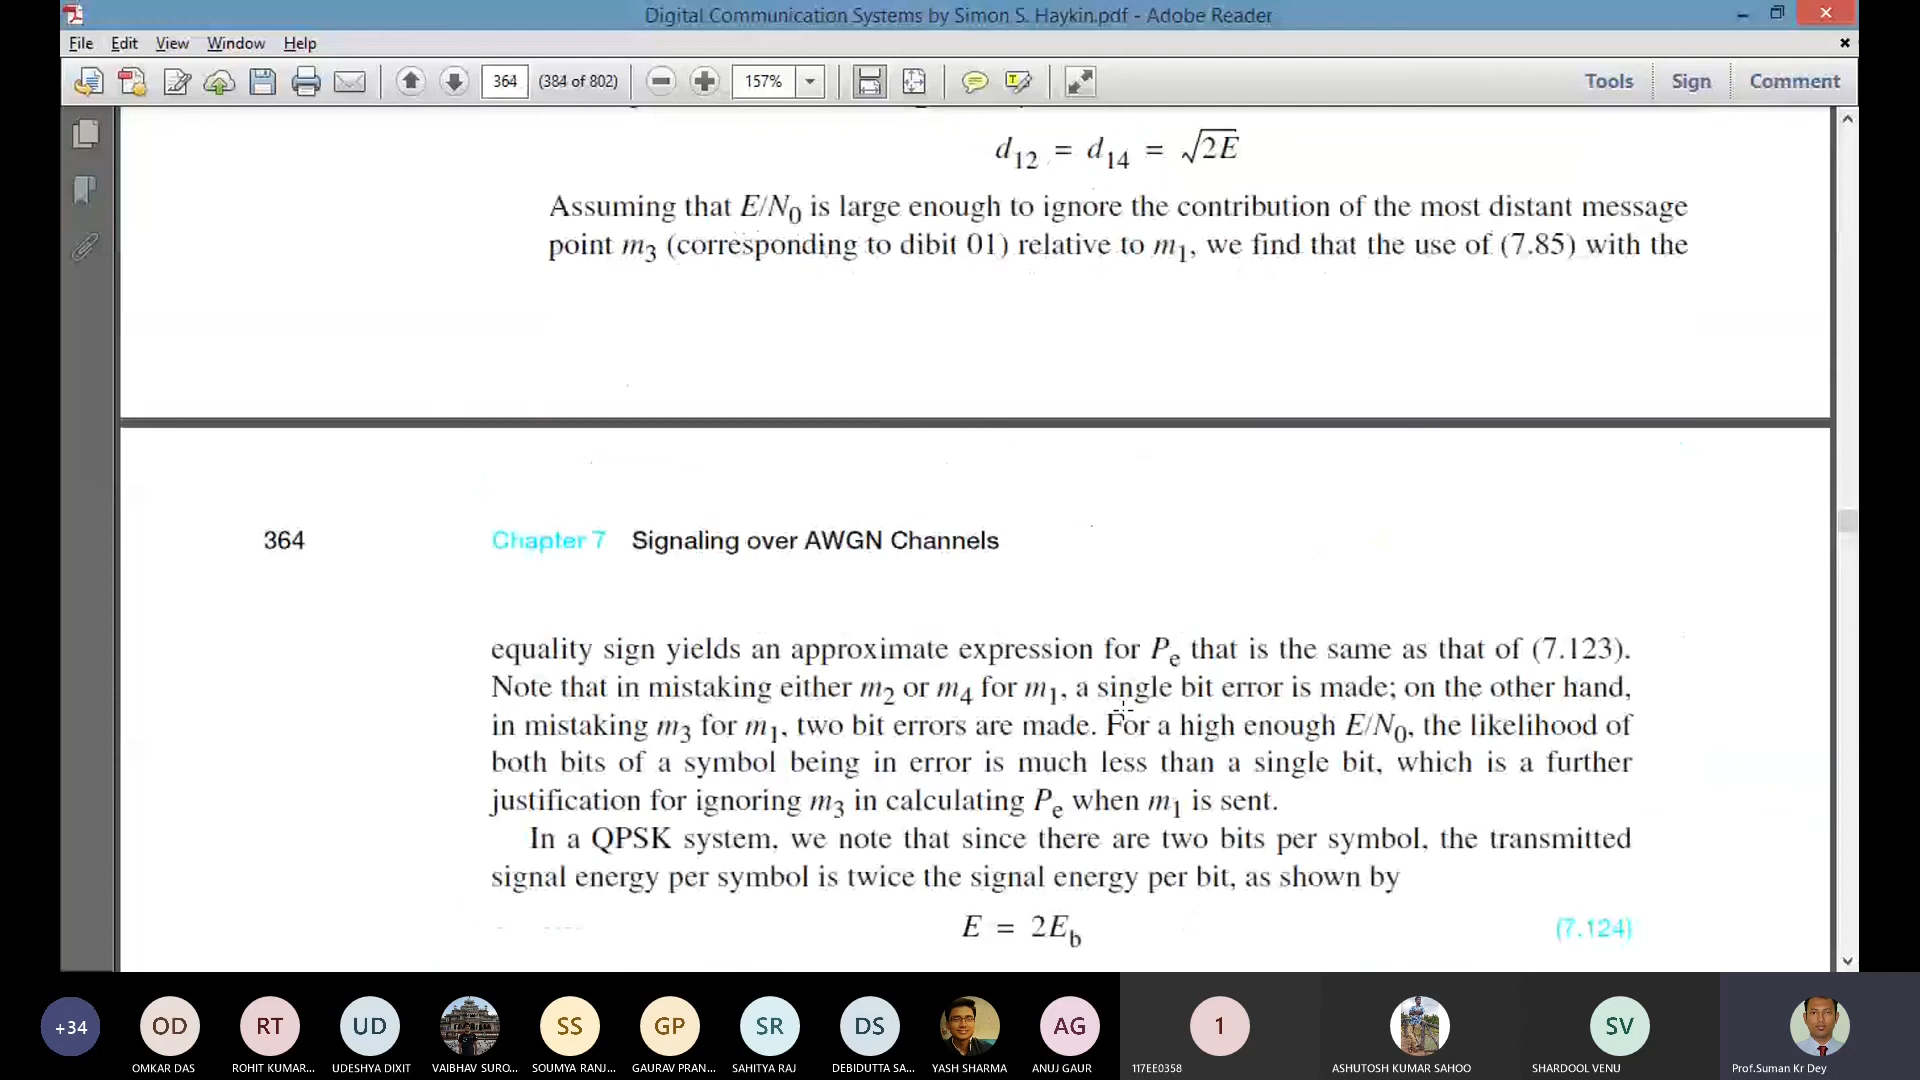 Digital Communication Systems by Simon S. Haykin.pdf - Adobe Reader
File Edit View Window Help
364 (384 of 802) 157% Tools Sign Comment
d12 = d14 = √2E
Assuming that E/N0 is large enough to ignore the contribution of the most distant message
point m3 (corresponding to dibit 01) relative to m1, we find that the use of (7.85) with the
364 Chapter 7 Signaling over AWGN Channels
equality sign yields an approximate expression for Pe that is the same as that of (7.123).
Note that in mistaking either m2 or m4 for m1, a single bit error is made; on the other hand,
in mistaking m3 for m1, two bit errors are made. For a high enough E/N0, the likelihood of
both bits of a symbol being in error is much less than a single bit, which is a further
justification for ignoring m3 in calculating Pe when m1 is sent.
In a QPSK system, we note that since there are two bits per symbol, the transmitted
signal energy per symbol is twice the signal energy per bit, as shown by
E = 2Eb (7.124)
+34 OD RT UD SS GP SR DS AG 1 SV
OMKAR DAS ROHIT KUMAR... UDESHYA DIXIT VAIBHAV SURO... SOUMYA RANJ... GAURAV PRAN... SAHITYA RAJ DEBIDUTTA SA... YASH SHARMA ANUJ GAUR 117EE0358 ASHUTOSH KUMAR SAHOO SHARDOOL VENU Prof.Suman Kr Dey